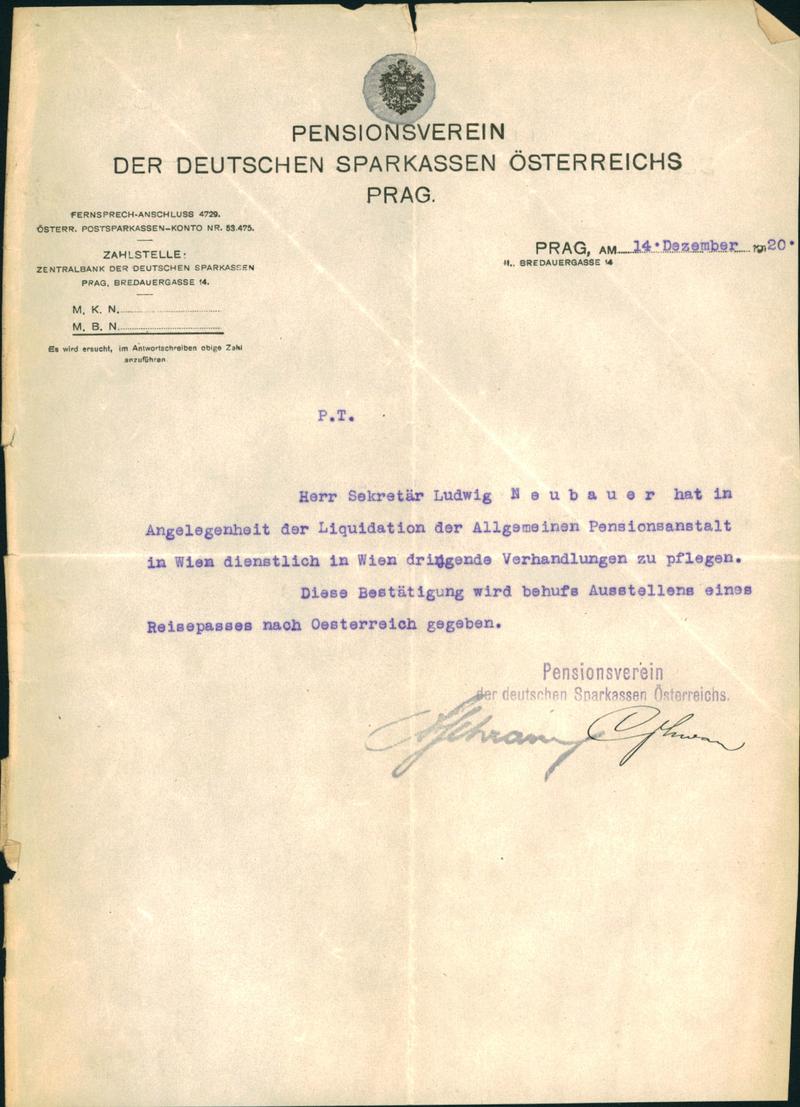 PENSIONSVEREIN
DER DEUTSCHEN SPARKASSEN ÖSTERREICHS
PRAG.
FERNSPRECH-ANSCHLUSS 4729.
ÖSTERR. POSTSPARKASSEN-KONTO NR. 53.475.
ZAHLSTELLE:
ZENTRALBANK DER DEUTSCHEN SPARKASSEN
PRAG, BREDAUERGASSE 14.
M. K. N.
M. B. N.
Es wird ersucht, im Antwortschreiben obige Zahl
anzuführen
PRAG, AM 14.Dezember 1920.
II., BREDAUERGASSE 14
P.T.
Herr Sekretär Ludwig N e u b a u e r hat in
Angelegenheit der Liquidation der Allgemeinen Pensionsanstalt
in Wien dienstlich in Wien dringende Verhandlungen zu pflegen.
Diese Bestätigung wird behufs Ausstellens eines
Reisepasses nach Oesterreich gegeben.
Pensionsverein
der deutschen Sparkassen Österreichs.